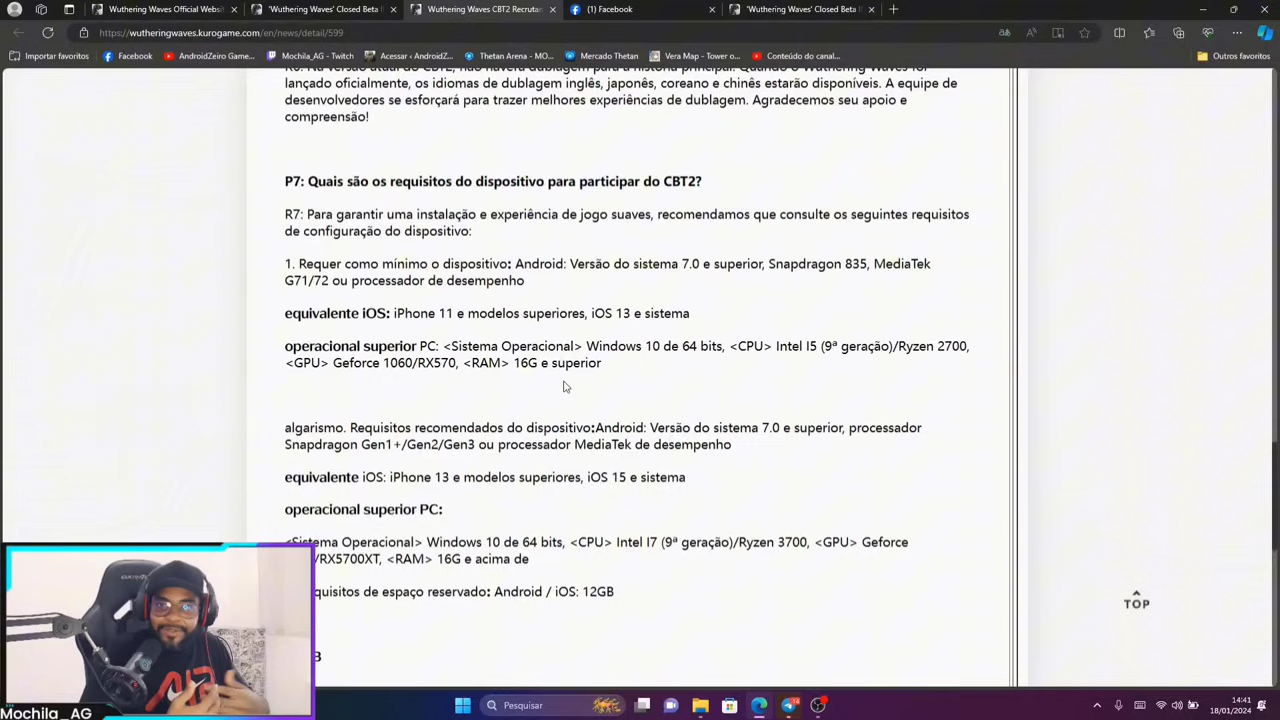 Wuthering Waves Official Websit
'Wuthering Waves' Closed Beta I
Wuthering Waves CBT2 Recrutan
(1) Facebook
'Wuthering Waves' Closed Beta I
https://wutheringwaves.kurogame.com/en/news/detail/599
Importar favoritos
Facebook
AndroidZeiro Game...
Mochila_AG - Twitch
Acessar ‹ AndroidZ...
Thetan Arena - MO...
Mercado Thetan
Vera Map - Tower o...
Conteúdo do canal...
Outros favoritos
lançado oficialmente, os idiomas de dublagem inglês, japonês, coreano e chinês estarão disponíveis. A equipe de
desenvolvedores se esforçará para trazer melhores experiências de dublagem. Agradecemos seu apoio e
compreensão!
P7: Quais são os requisitos do dispositivo para participar do CBT2?
R7: Para garantir uma instalação e experiência de jogo suaves, recomendamos que consulte os seguintes requisitos
de configuração do dispositivo:
1. Requer como mínimo o dispositivo: Android: Versão do sistema 7.0 e superior, Snapdragon 835, MediaTek
G71/72 ou processador de desempenho
equivalente iOS: iPhone 11 e modelos superiores, iOS 13 e sistema
operacional superior PC: <Sistema Operacional> Windows 10 de 64 bits, <CPU> Intel I5 (9ª geração)/Ryzen 2700,
<GPU> Geforce 1060/RX570, <RAM> 16G e superior
algarismo. Requisitos recomendados do dispositivo:Android: Versão do sistema 7.0 e superior, processador
Snapdragon Gen1+/Gen2/Gen3 ou processador MediaTek de desempenho
equivalente iOS: iPhone 13 e modelos superiores, iOS 15 e sistema
operacional superior PC:
<Sistema Operacional> Windows 10 de 64 bits, <CPU> Intel I7 (9ª geração)/Ryzen 3700, <GPU> Geforce
/RX5700XT, <RAM> 16G e acima de
quisitos de espaço reservado: Android / iOS: 12GB
B
TOP
Mochila_AG
Pesquisar
14:41
18/01/2024